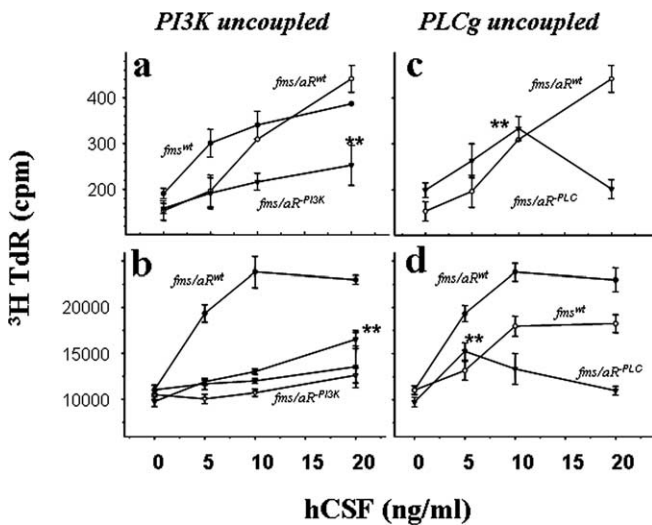 PI3K uncoupled
PLCg uncoupled
a
fms/aR^wt
fms^wt
**
fms/aR^-PI3K
400
300
200
c
fms/aR^wt
**
fms/aR^-PLC
b
fms/aR^wt
**
fms/aR^-PI3K
20000
15000
10000
d
fms/aR^wt
fms^wt
**
fms/aR^-PLC
³H TdR (cpm)
0 5 10 20
0 5 10 20
hCSF (ng/ml)